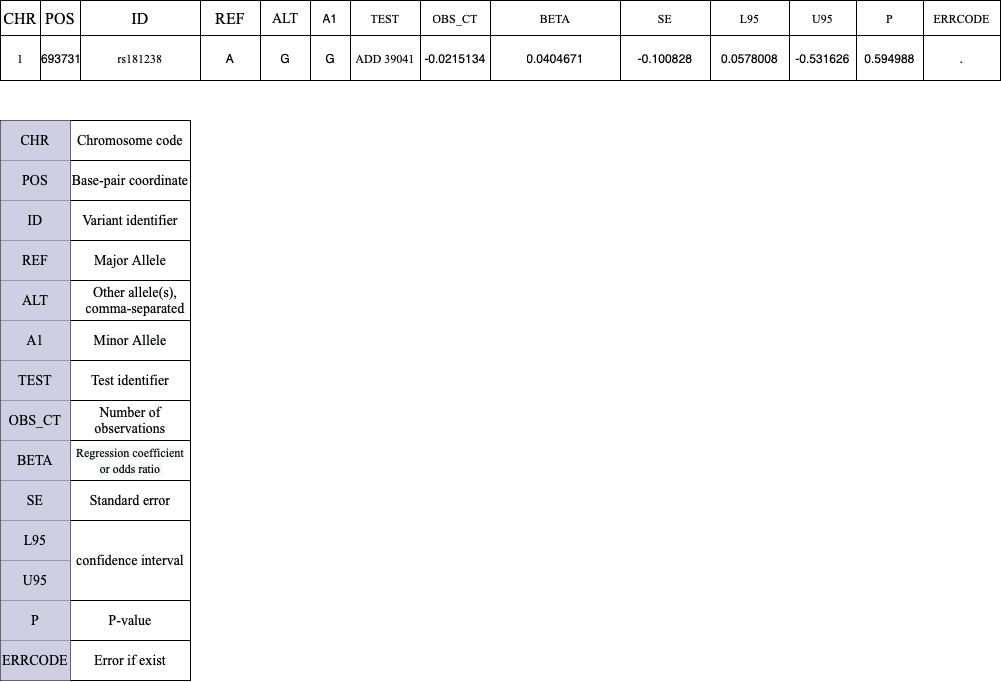 CHR POS ID REF ALT A1 TEST OBS_CT BETA SE L95 U95 P ERRCODE
1 693731 rs181238 A G G ADD 39041 -0.0215134 0.0404671 -0.100828 0.0578008 -0.531626 0.594988 .
CHR Chromosome code
POS Base-pair coordinate
ID Variant identifier
REF Major Allele
ALT Other allele(s),
comma-separated
A1 Minor Allele
TEST Test identifier
OBS_CT Number of
observations
BETA Regression coefficient
or odds ratio
SE Standard error
L95
confidence interval
U95
P P-value
ERRCODE Error if exist